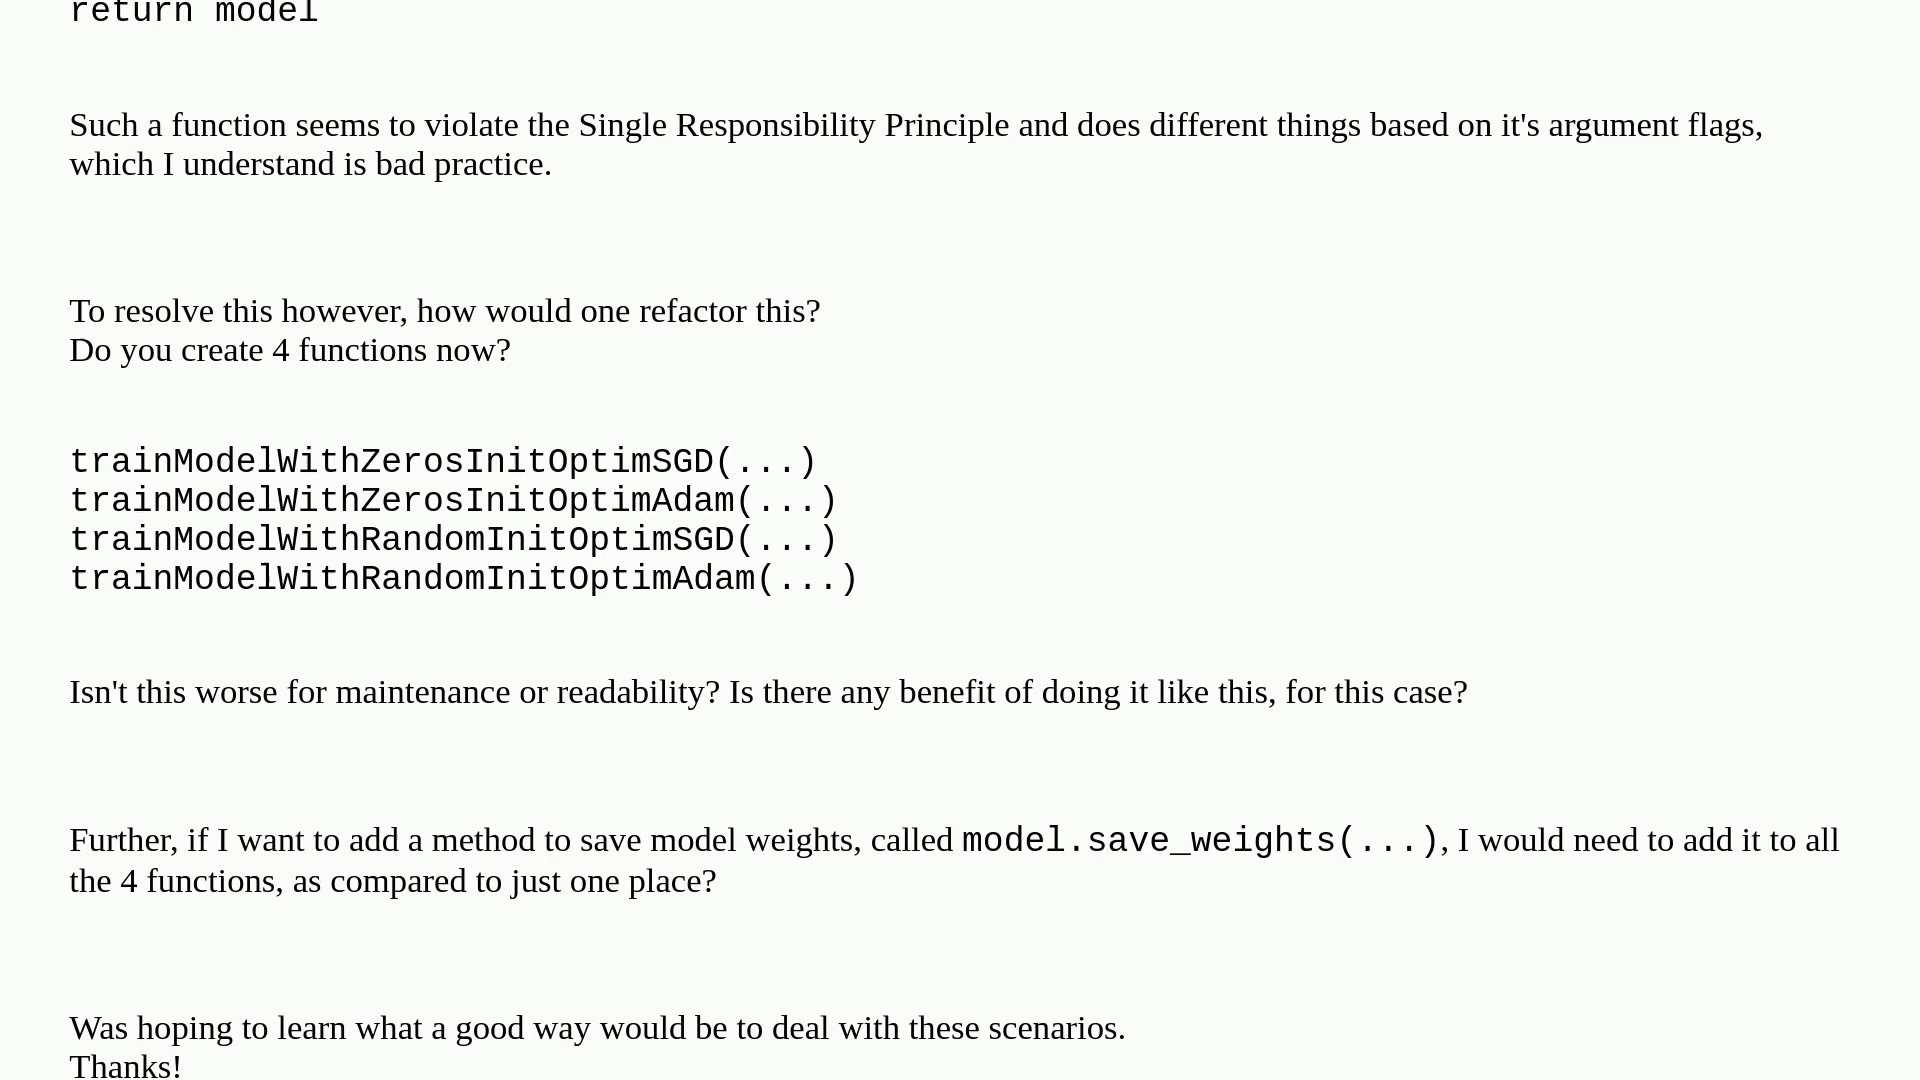 return model
Such a function seems to violate the Single Responsibility Principle and does different things based on it's argument flags,
which I understand is bad practice.
To resolve this however, how would one refactor this?
Do you create 4 functions now?
trainModelWithZerosInitOptimSGD(...)
trainModelWithZerosInitOptimAdam(...)
trainModelWithRandomInitOptimSGD(...)
trainModelWithRandomInitOptimAdam(...)
Isn't this worse for maintenance or readability? Is there any benefit of doing it like this, for this case?
Further, if I want to add a method to save model weights, called model.save_weights(...), I would need to add it to all
the 4 functions, as compared to just one place?
Was hoping to learn what a good way would be to deal with these scenarios.
Thanks!